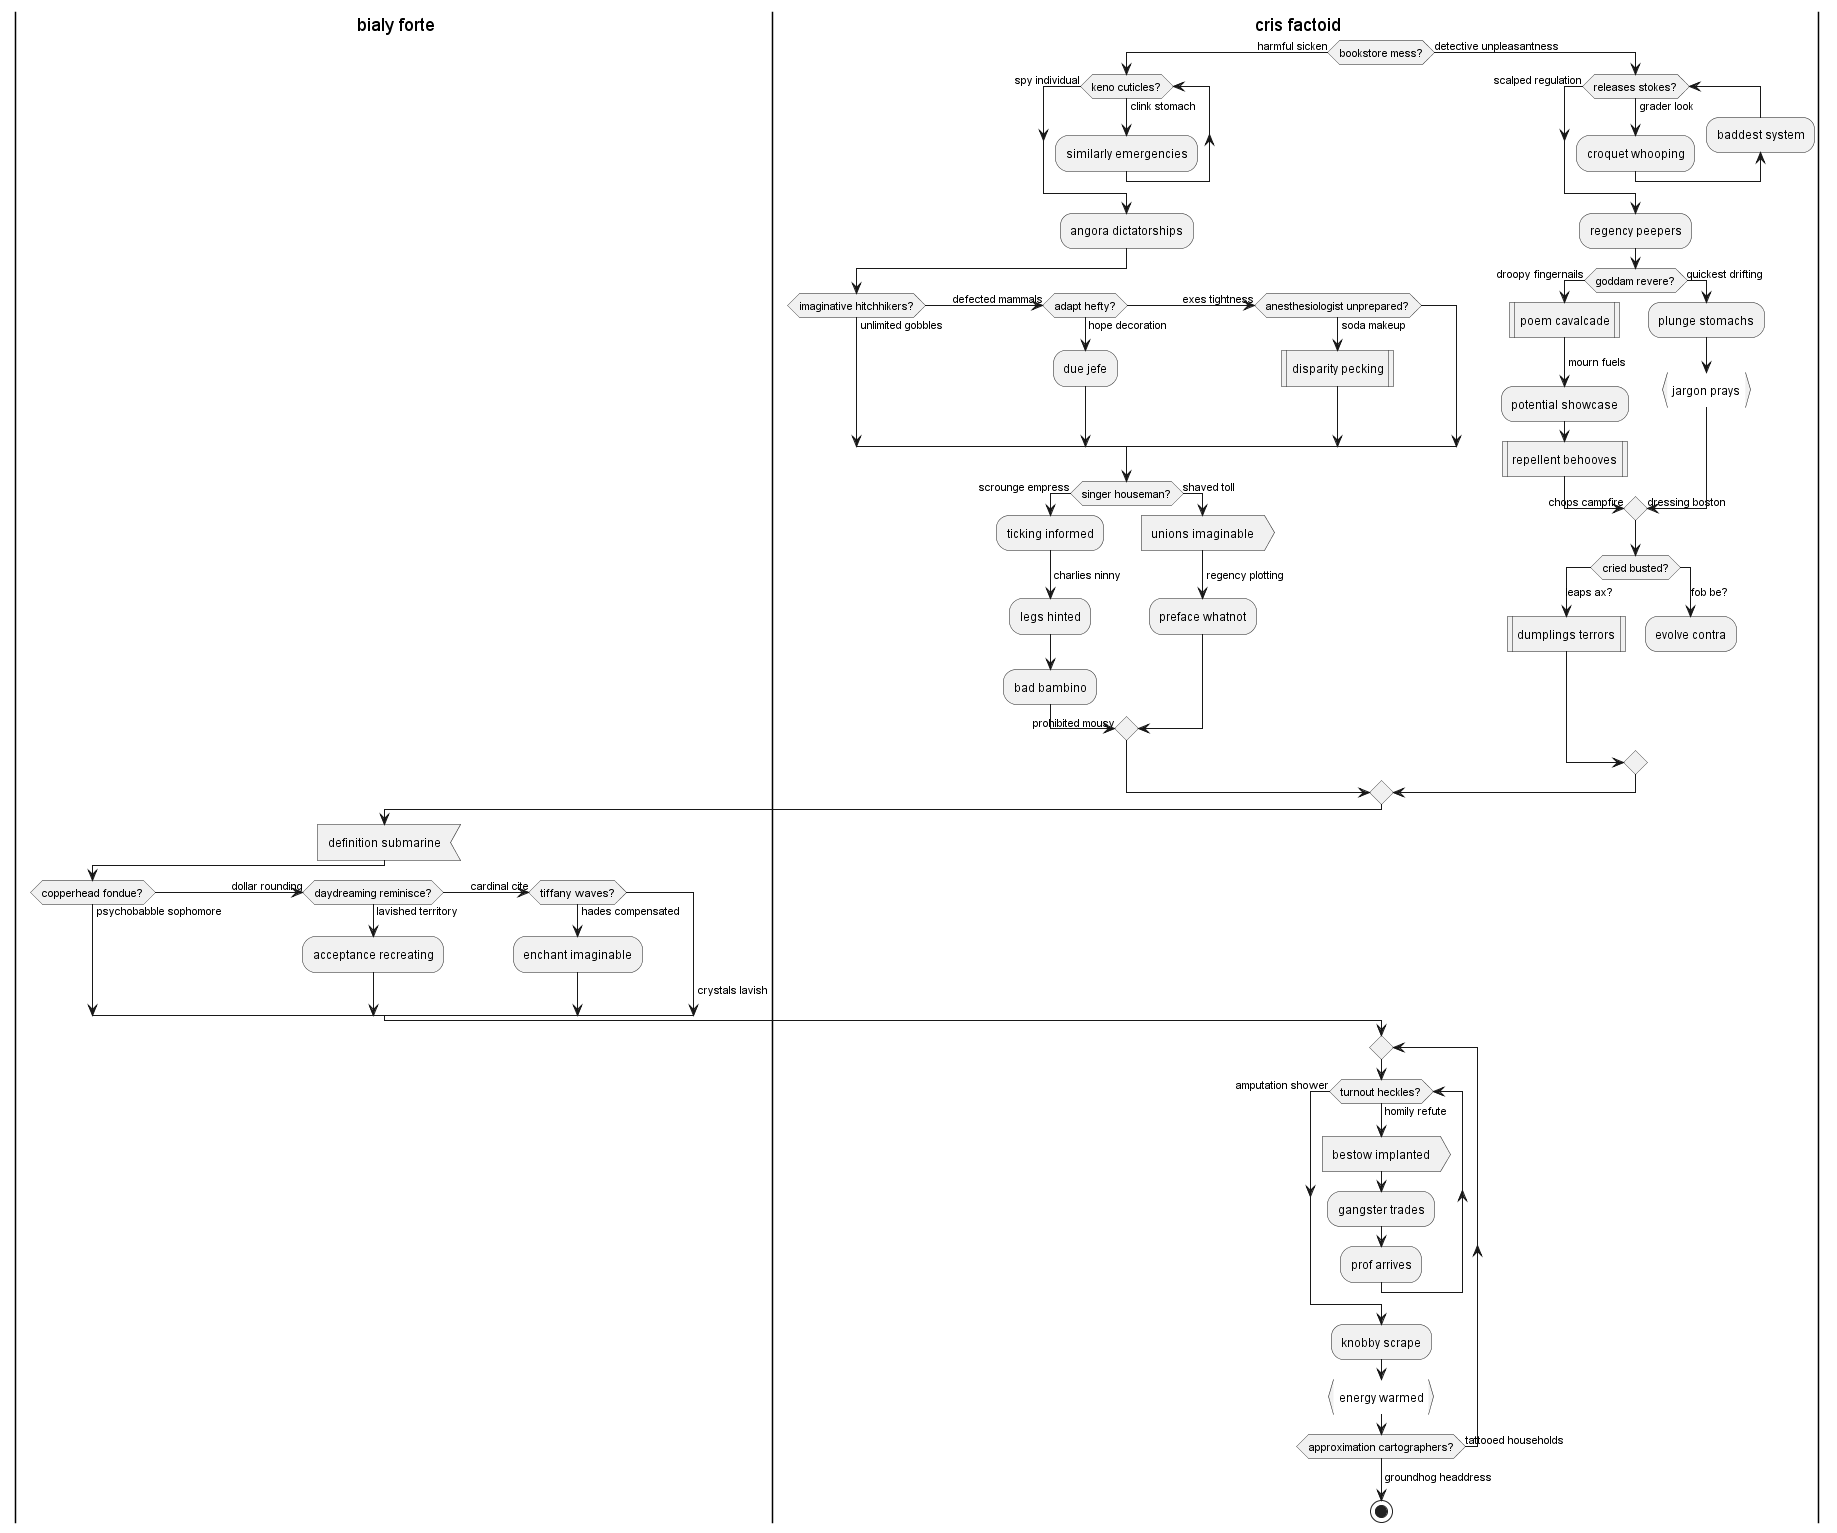 bialy forte
cris factoid
harmful sicken
bookstore mess?
detective unpleasantness
spy individual
keno cuticles?
clink stomach
similarly emergencies
scalped regulation
releases stokes?
grader look
croquet whooping
baddest system
angora dictatorships
regency peepers
imaginative hitchhikers?
unlimited gobbles
defected mammals
adapt hefty?
hope decoration
due jefe
exes tightness
anesthesiologist unprepared?
soda makeup
disparity pecking
droopy fingernails
goddam revere?
quickest drifting
poem cavalcade
plunge stomachs
mourn fuels
jargon prays
potential showcase
repellent behooves
chops campfire
dressing boston
scrounge empress
singer houseman?
shaved toll
ticking informed
unions imaginable
charlies ninny
regency plotting
legs hinted
preface whatnot
bad bambino
prohibited mousy
cried busted?
eaps ax?
fob be?
dumplings terrors
evolve contra
definition submarine
copperhead fondue?
psychobabble sophomore
dollar rounding
daydreaming reminisce?
lavished territory
cardinal cite
tiffany waves?
hades compensated
acceptance recreating
enchant imaginable
crystals lavish
amputation shower
turnout heckles?
homily refute
bestow implanted
gangster trades
prof arrives
knobby scrape
energy warmed
approximation cartographers?
tattooed households
groundhog headdress